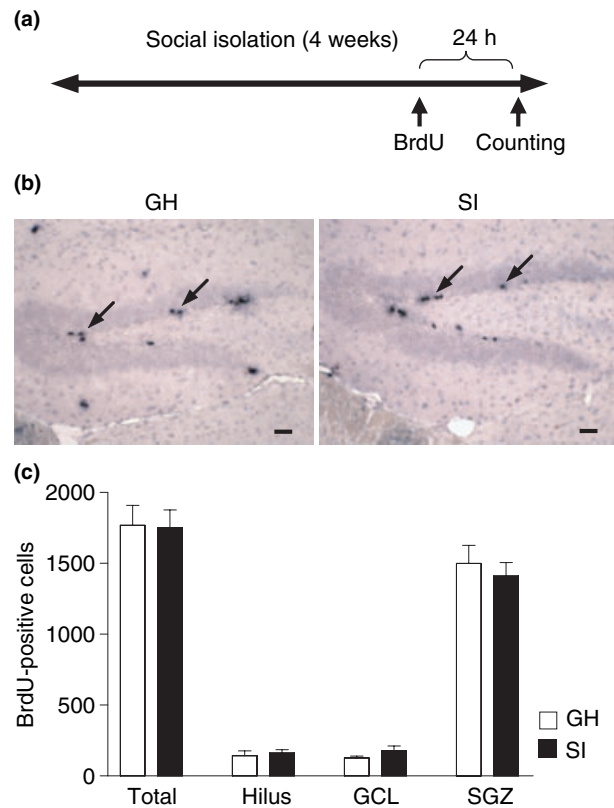 (a)
Social isolation (4 weeks)
24 h
BrdU
Counting
(b)
GH
SI
(c)
BrdU-positive cells
2000
1500
1000
500
0
Total
Hilus
GCL
SGZ
GH
SI